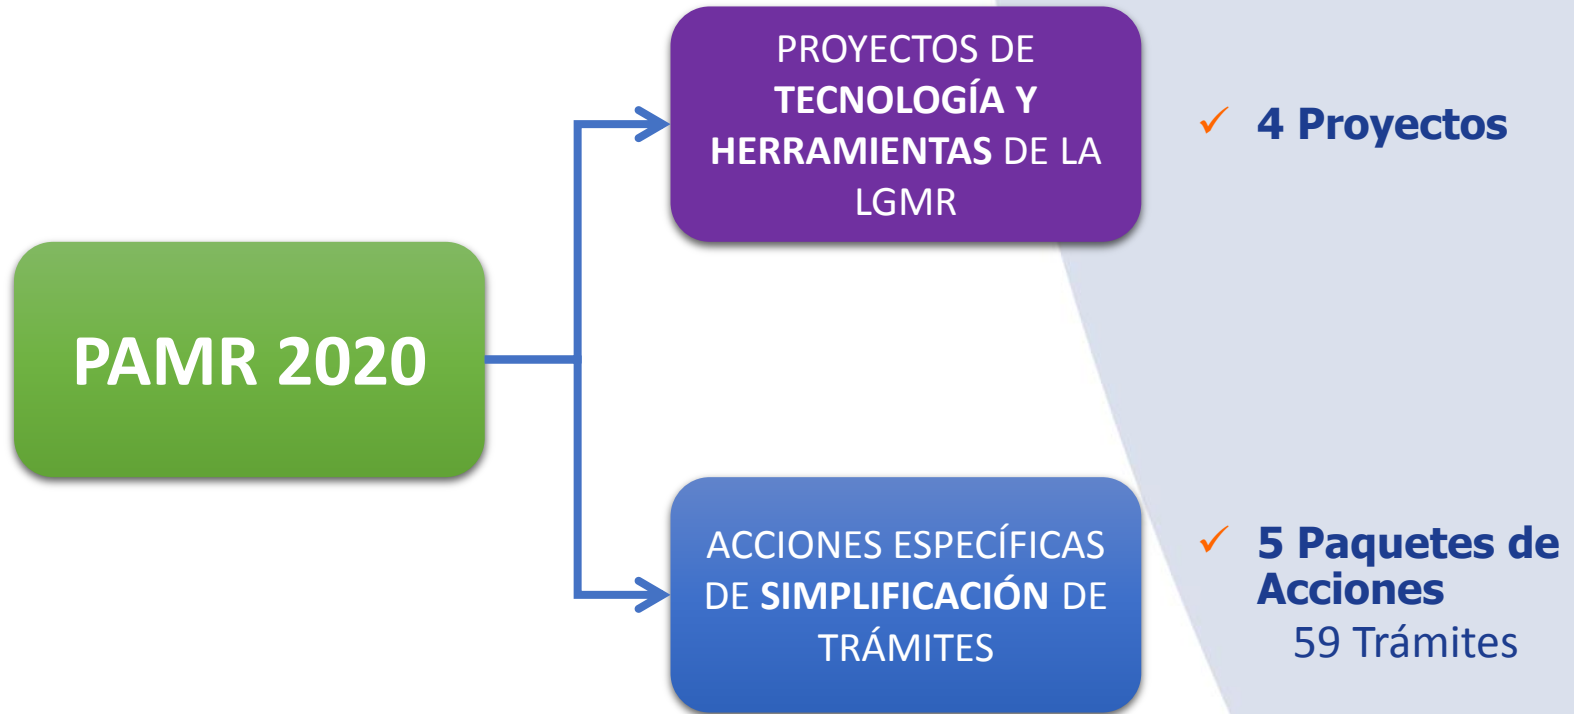 PROYECTOS DE
TECNOLOGÍA Y
HERRAMIENTAS DE LA
LGMR
4 Proyectos
PAMR 2020
ACCIONES ESPECÍFICAS
DE SIMPLIFICACIÓN DE
TRÁMITES
5 Paquetes de
Acciones
59 Trámites